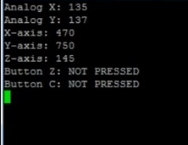 Analog X: 135
Analog Y: 137
X-axis: 470
Y-axis: 750
Z-axis: 145
Button Z: NOT PRESSED
Button C: NOT PRESSED